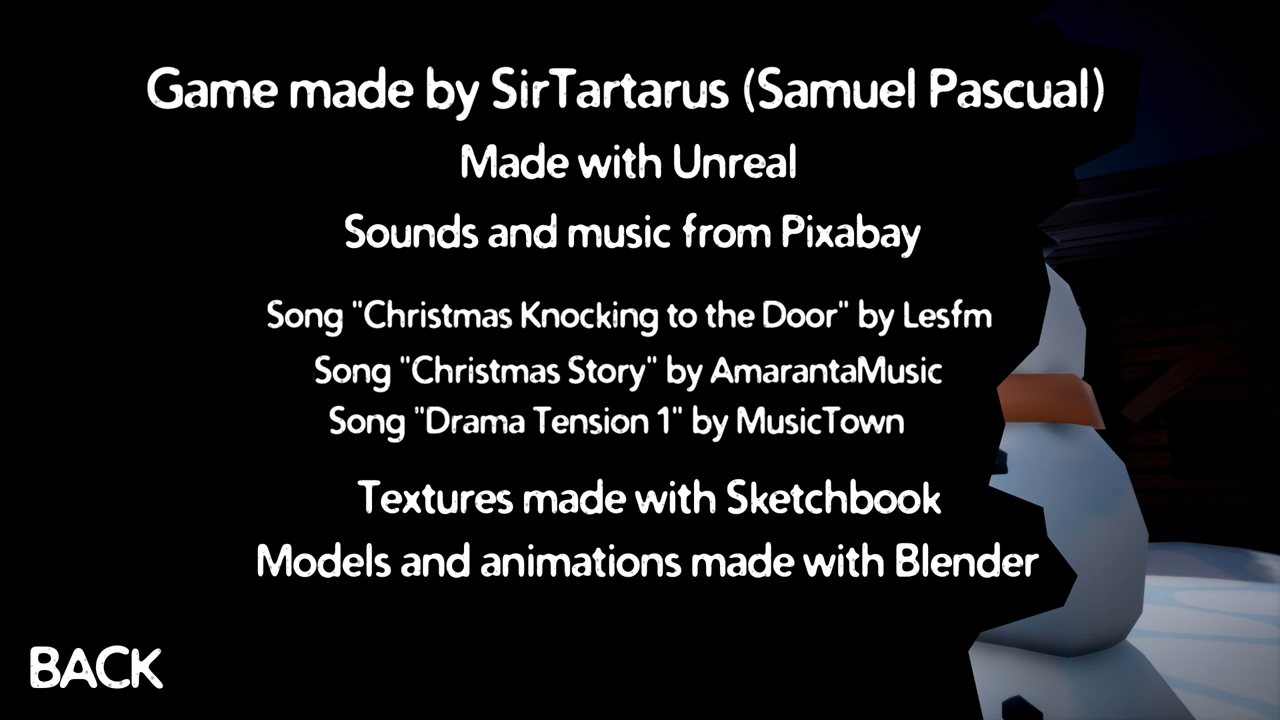 Game made by SirTartarus (Samuel Pascual)
Made with Unreal
Sounds and music from Pixabay
Song "Christmas Knocking to the Door" by Lesfm
Song "Christmas Story" by AmarantaMusic
Song "Drama Tension 1" by MusicTown
Textures made with Sketchbook
Models and animations made with Blender
BACK